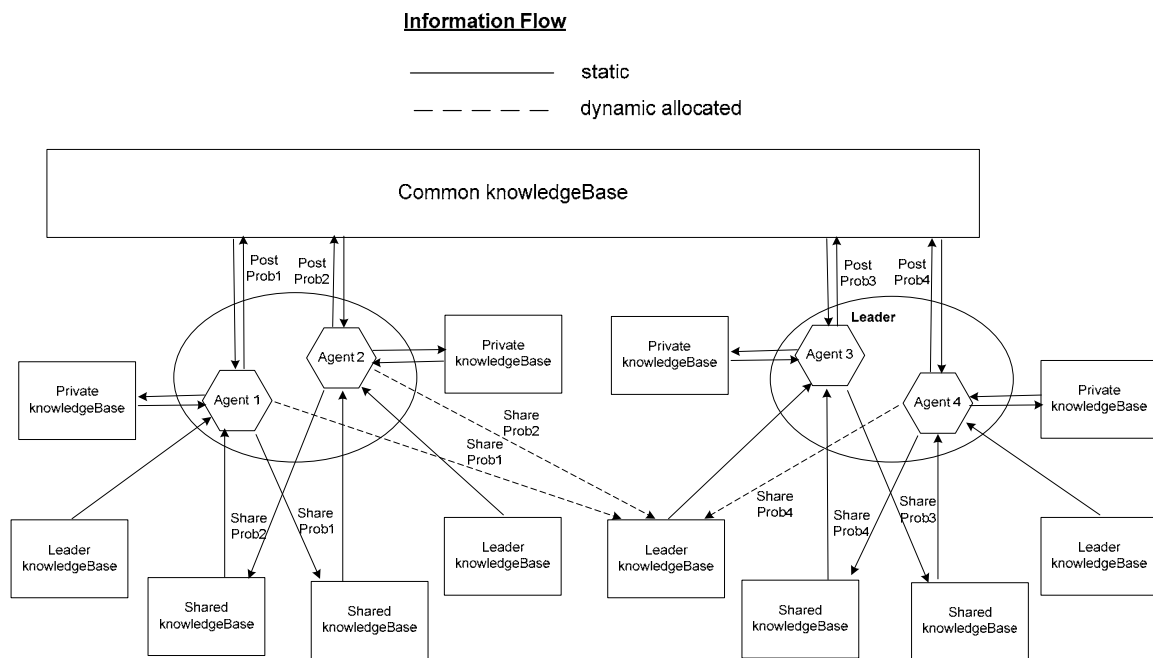 Information Flow
static
dynamic allocated
Common knowledgeBase
Post
Prob1
Post
Prob2
Post
Prob3
Post
Prob4
Leader
Agent 1
Agent 2
Agent 3
Agent 4
Private
knowledgeBase
Private
knowledgeBase
Private
knowledgeBase
Private
knowledgeBase
Share
Prob2
Share
Prob1
Share
Prob2
Share
Prob1
Share
Prob4
Share
Prob4
Share
Prob3
Leader
knowledgeBase
Leader
knowledgeBase
Leader
knowledgeBase
Leader
knowledgeBase
Shared
knowledgeBase
Shared
knowledgeBase
Shared
knowledgeBase
Shared
knowledgeBase